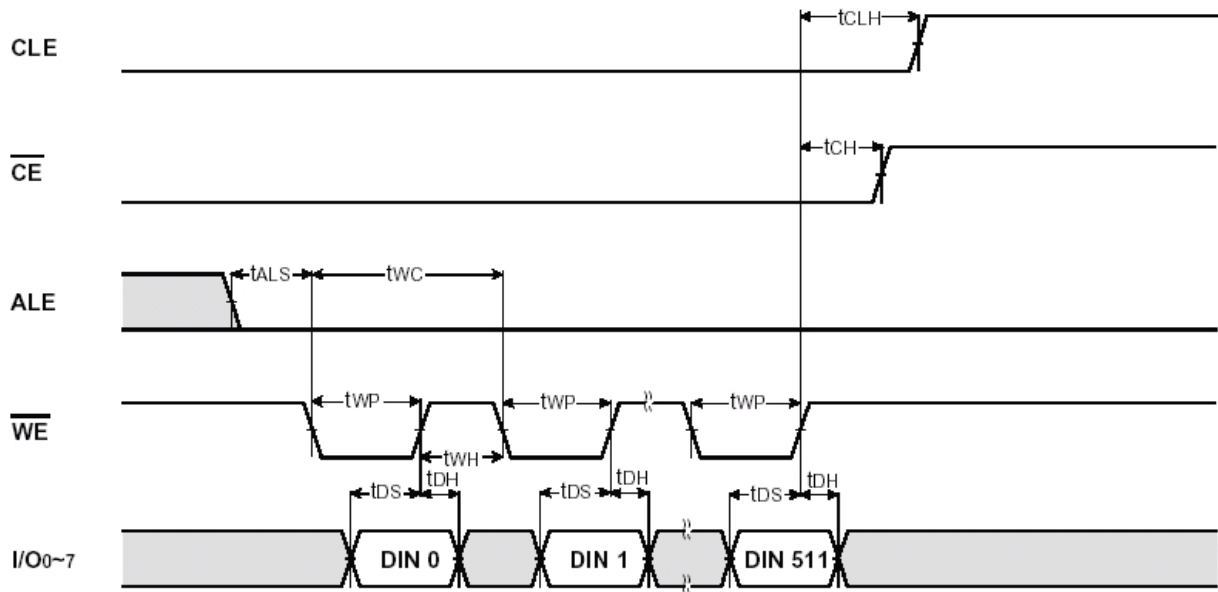 CLE
tCLH
CE
tCH
ALE
tALS
tWC
WE
tWP
tWP
tWP
tWH
tDS
tDH
tDS
tDH
tDS
tDH
I/O0~7
DIN 0
DIN 1
DIN 511